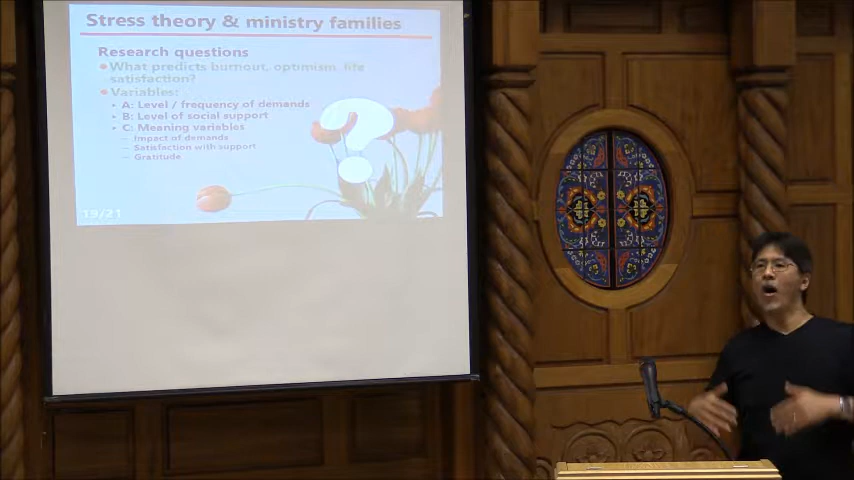 Stress theory & ministry families
Research questions
What predicts burnout, optimism, life
satisfaction?
Variables:
A: Level / frequency of demands
B: Level of social support
C: Meaning variables
– Impact of demands
– Satisfaction with support
– Gratitude
?
19/21